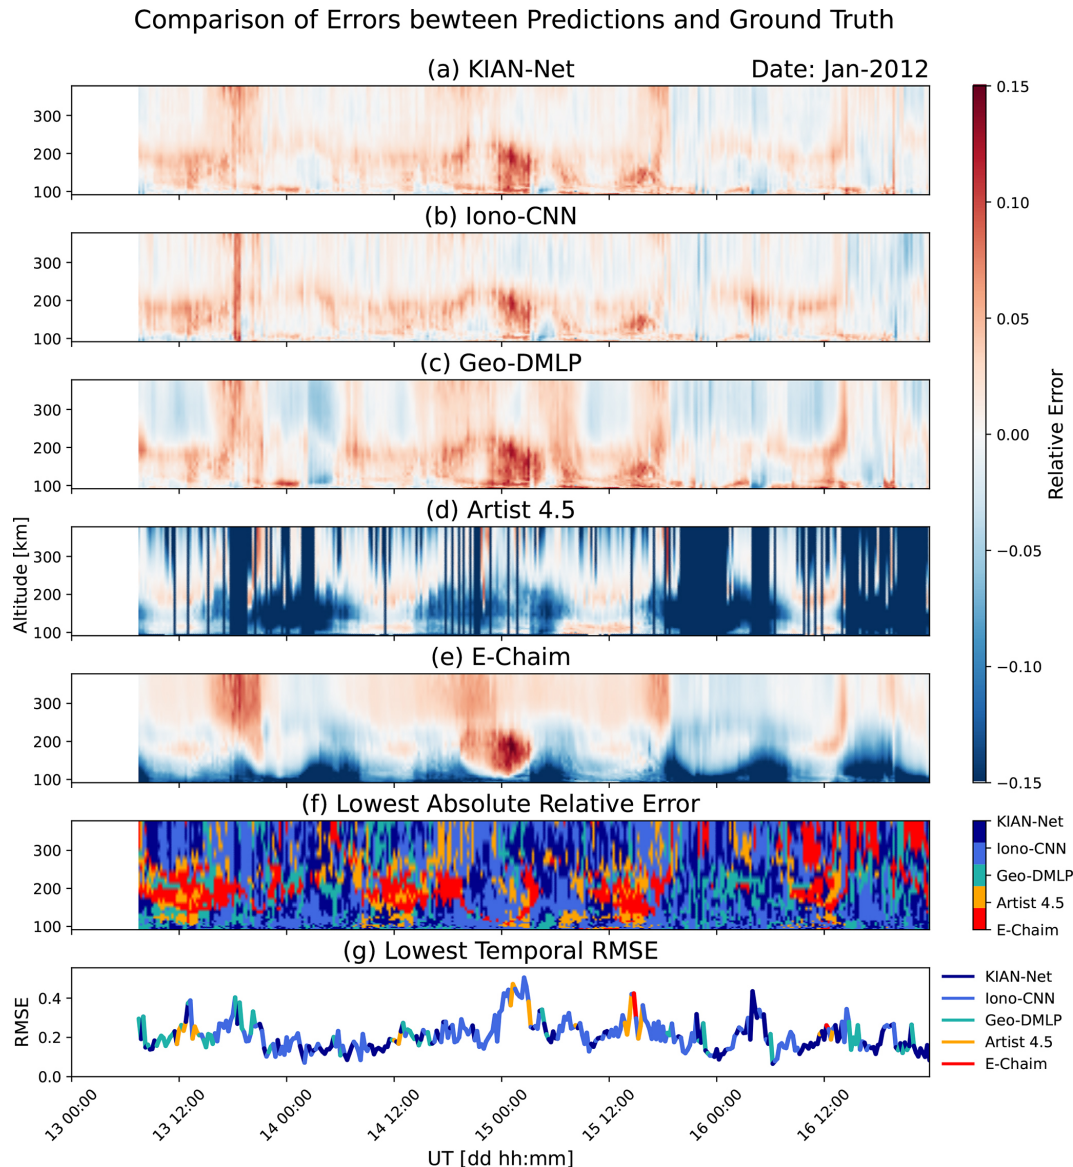 Comparison of Errors bewteen Predictions and Ground Truth
(a) KIAN-Net
Date: Jan-2012
300
200
100
(b) Iono-CNN
300
200
100
(c) Geo-DMLP
300
200
100
(d) Artist 4.5
300
200
100
Altitude [km]
(e) E-Chaim
300
200
100
(f) Lowest Absolute Relative Error
300
200
100
(g) Lowest Temporal RMSE
0.4
0.2
0.0
RMSE
13 00:00
13 12:00
14 00:00
14 12:00
15 00:00
15 12:00
16 00:00
16 12:00
UT [dd hh:mm]
0.15
0.10
0.05
0.00
−0.05
−0.10
−0.15
Relative Error
KIAN-Net
Iono-CNN
Geo-DMLP
Artist 4.5
E-Chaim
KIAN-Net
Iono-CNN
Geo-DMLP
Artist 4.5
E-Chaim